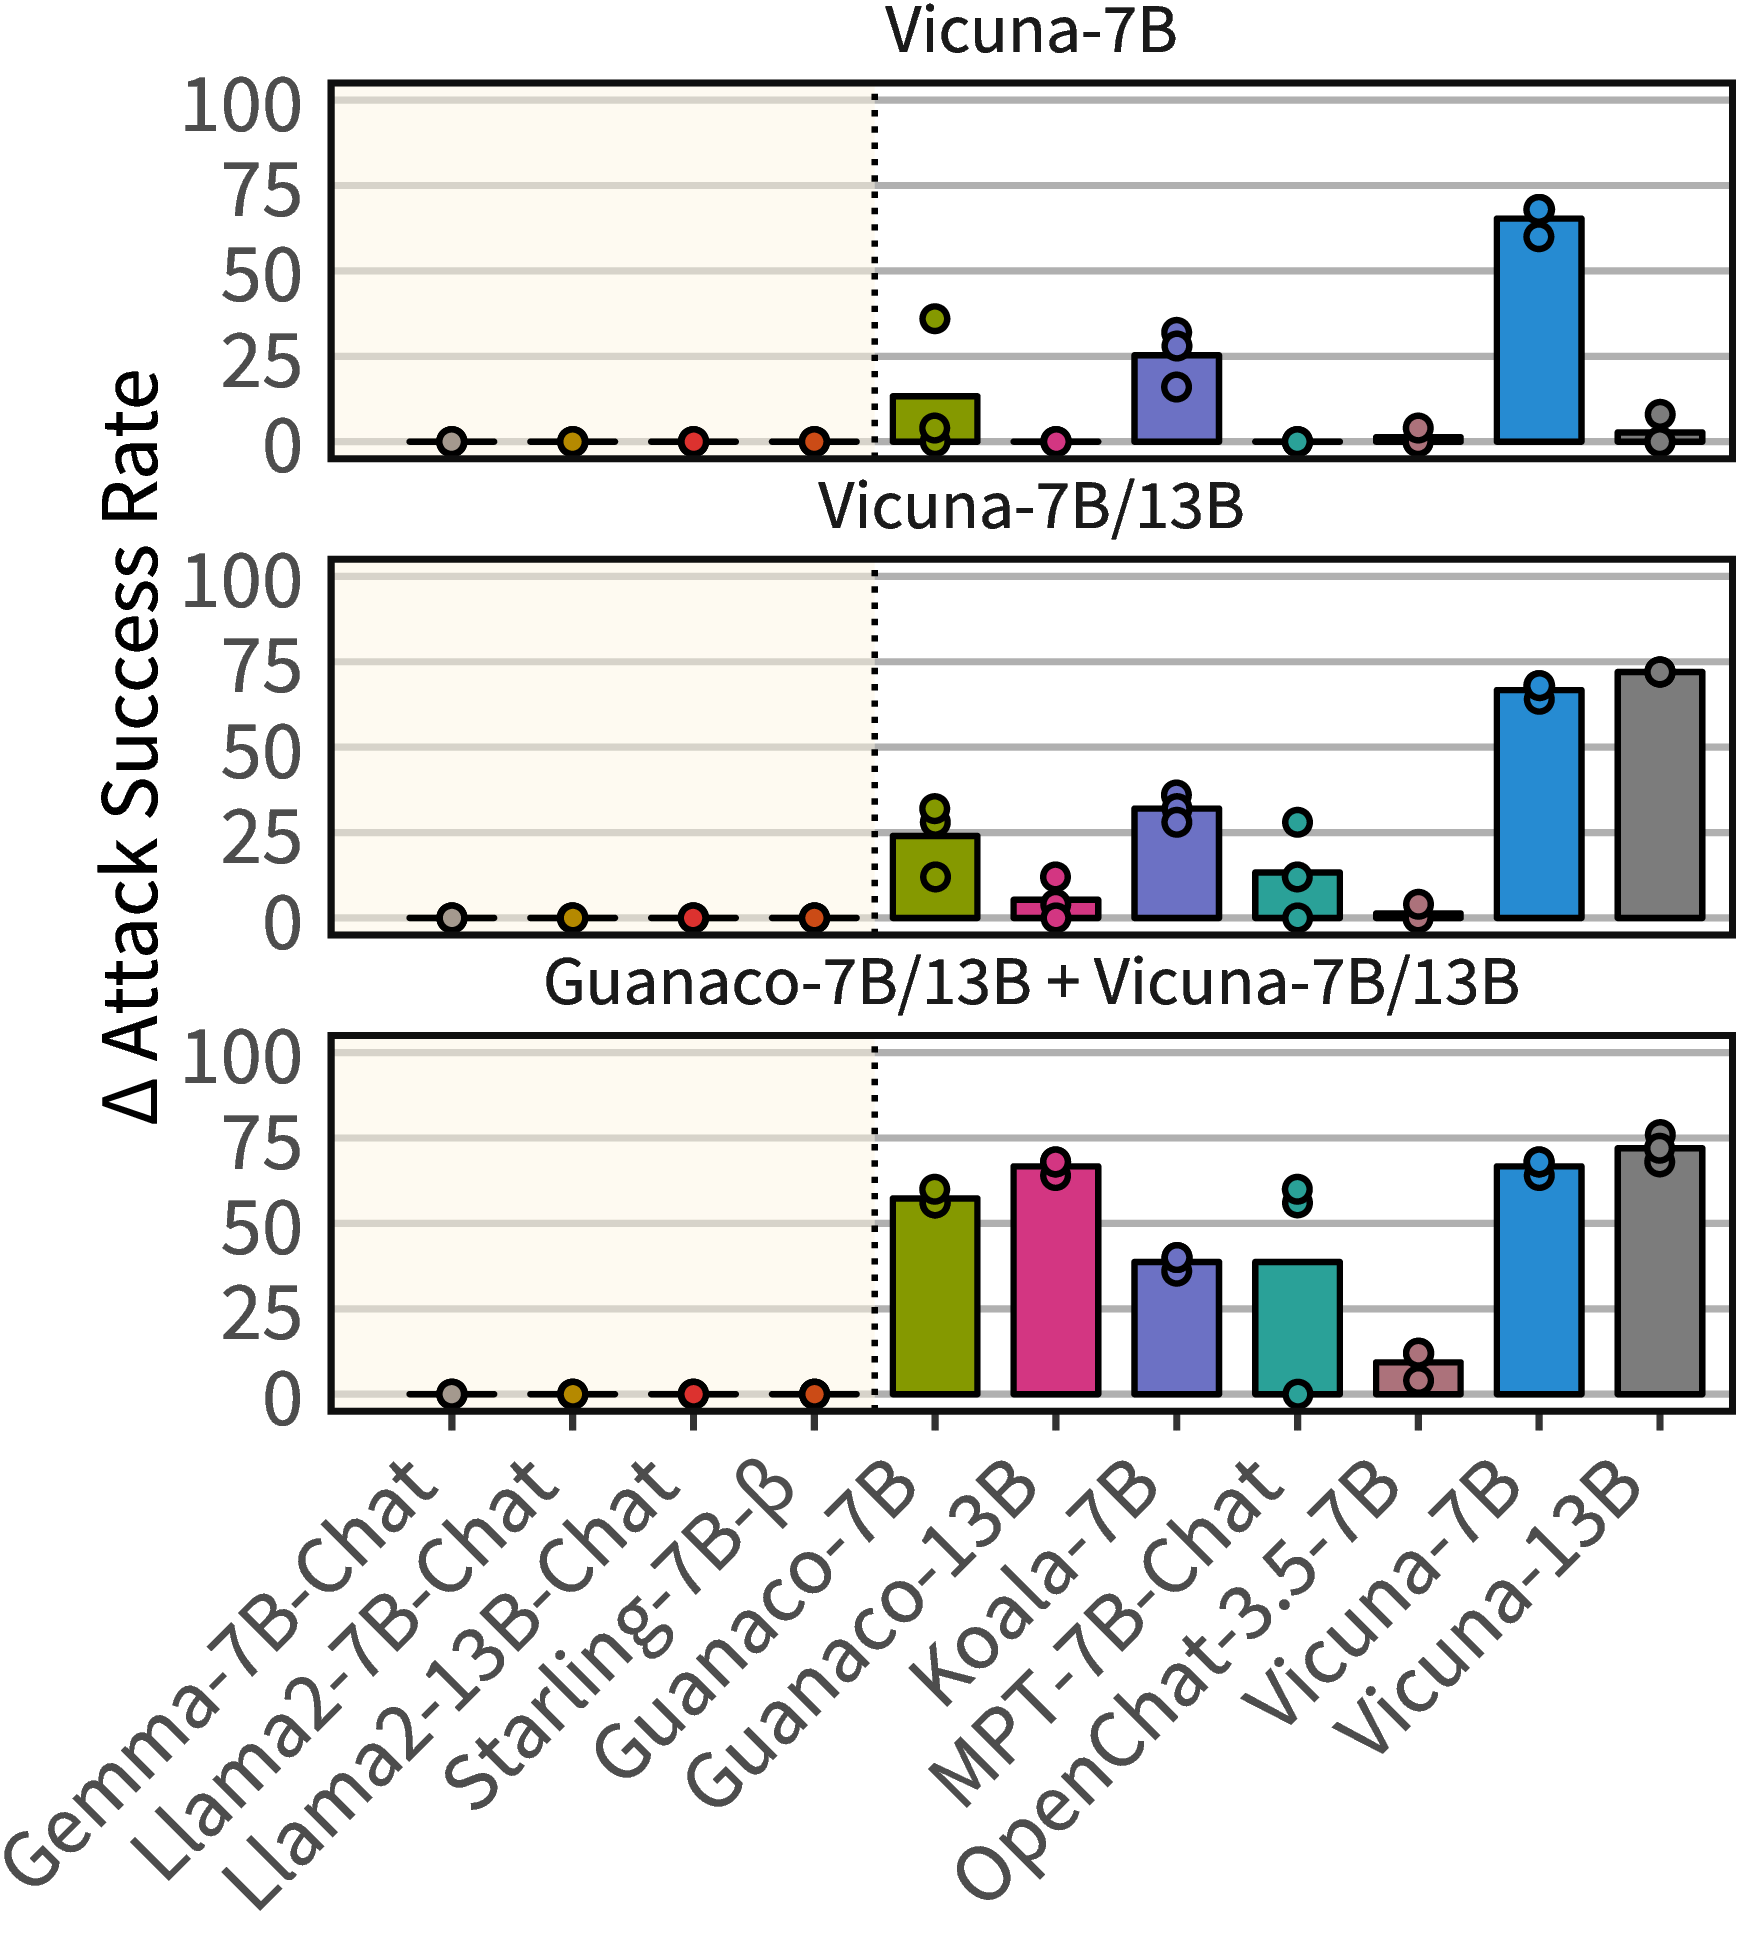 Vicuna-7B
100
75
50
25
0
Vicuna-7B/13B
100
75
50
25
0
Guanaco-7B/13B + Vicuna-7B/13B
100
75
50
25
0
Δ Attack Success Rate
Gemma-7B-Chat
Llama2-7B-Chat
Llama2-13B-Chat
Starling-7B-β
Guanaco-7B
Guanaco-13B
Koala-7B
MPT-7B-Chat
OpenChat-3.5-7B
Vicuna-7B
Vicuna-13B